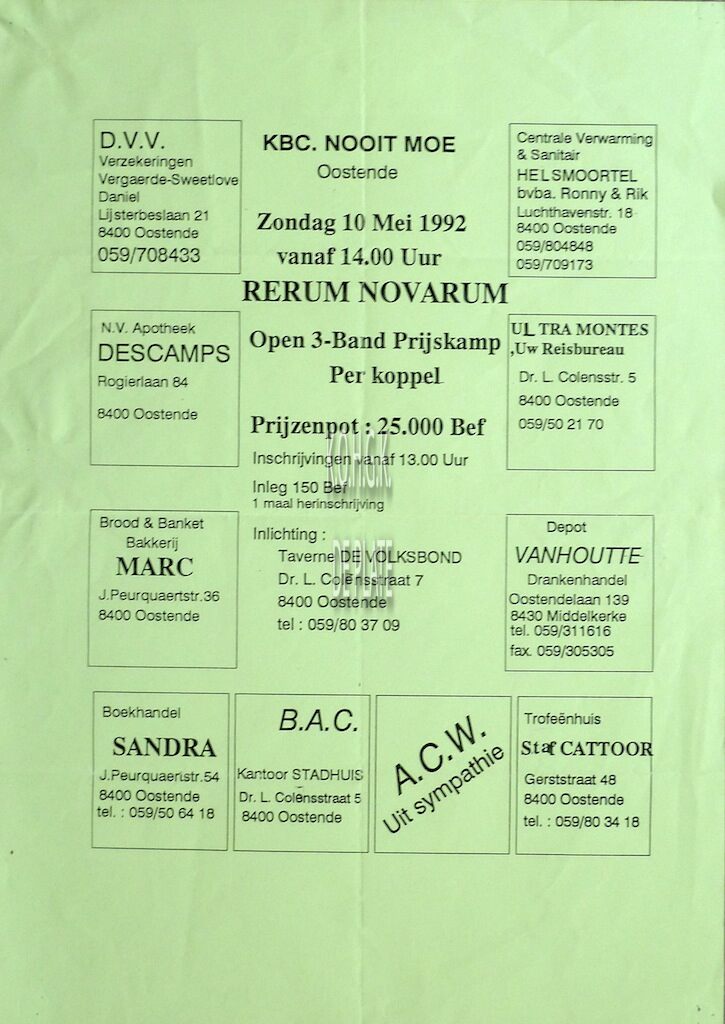 D.V.V.
Verzekeringen
Vergaerde-Sweetlove
Daniel
Lijsterbeslaan 21
8400 Oostende
059/708433
KBC. NOOIT MOE
Oostende
Zondag 10 Mei 1992
vanaf 14.00 Uur
RERUM NOVARUM
Open 3-Band Prijskamp
Per koppel
Prijzenpot : 25.000 Bef
Inschrijvingen vanaf 13.00 Uur
Inleg 150 Bef
1 maal herinschrijving
Inlichting :
Taverne DE VOLKSBOND
Dr. L. Colensstraat 7
8400 Oostende
tel : 059/80 37 09
Centrale Verwarming
& Sanitair
HELSMOORTEL
bvba. Ronny & Rik
Luchthavenstr. 18
8400 Oostende
059/804848
059/709173
N.V. Apotheek
DESCAMPS
Rogierlaan 84
8400 Oostende
ULTRA MONTES
,Uw Reisbureau
Dr. L. Colensstr. 5
8400 Oostende
059/50 21 70
Brood & Banket
Bakkerij
MARC
J.Peurquaertstr.36
8400 Oostende
Depot
VANHOUTTE
Drankenhandel
Oostendelaan 139
8430 Middelkerke
tel. 059/311616
fax. 059/305305
Boekhandel
SANDRA
J.Peurquaertstr.54
8400 Oostende
tel. : 059/50 64 18
B.A.C.
Kantoor STADHUIS
Dr. L. Colensstraat 5
8400 Oostende
A.C.W.
Uit sympathie
Trofeënhuis
Staf CATTOOR
Gerststraat 48
8400 Oostende
tel. : 059/80 34 18
KOHGK
DEPLATE